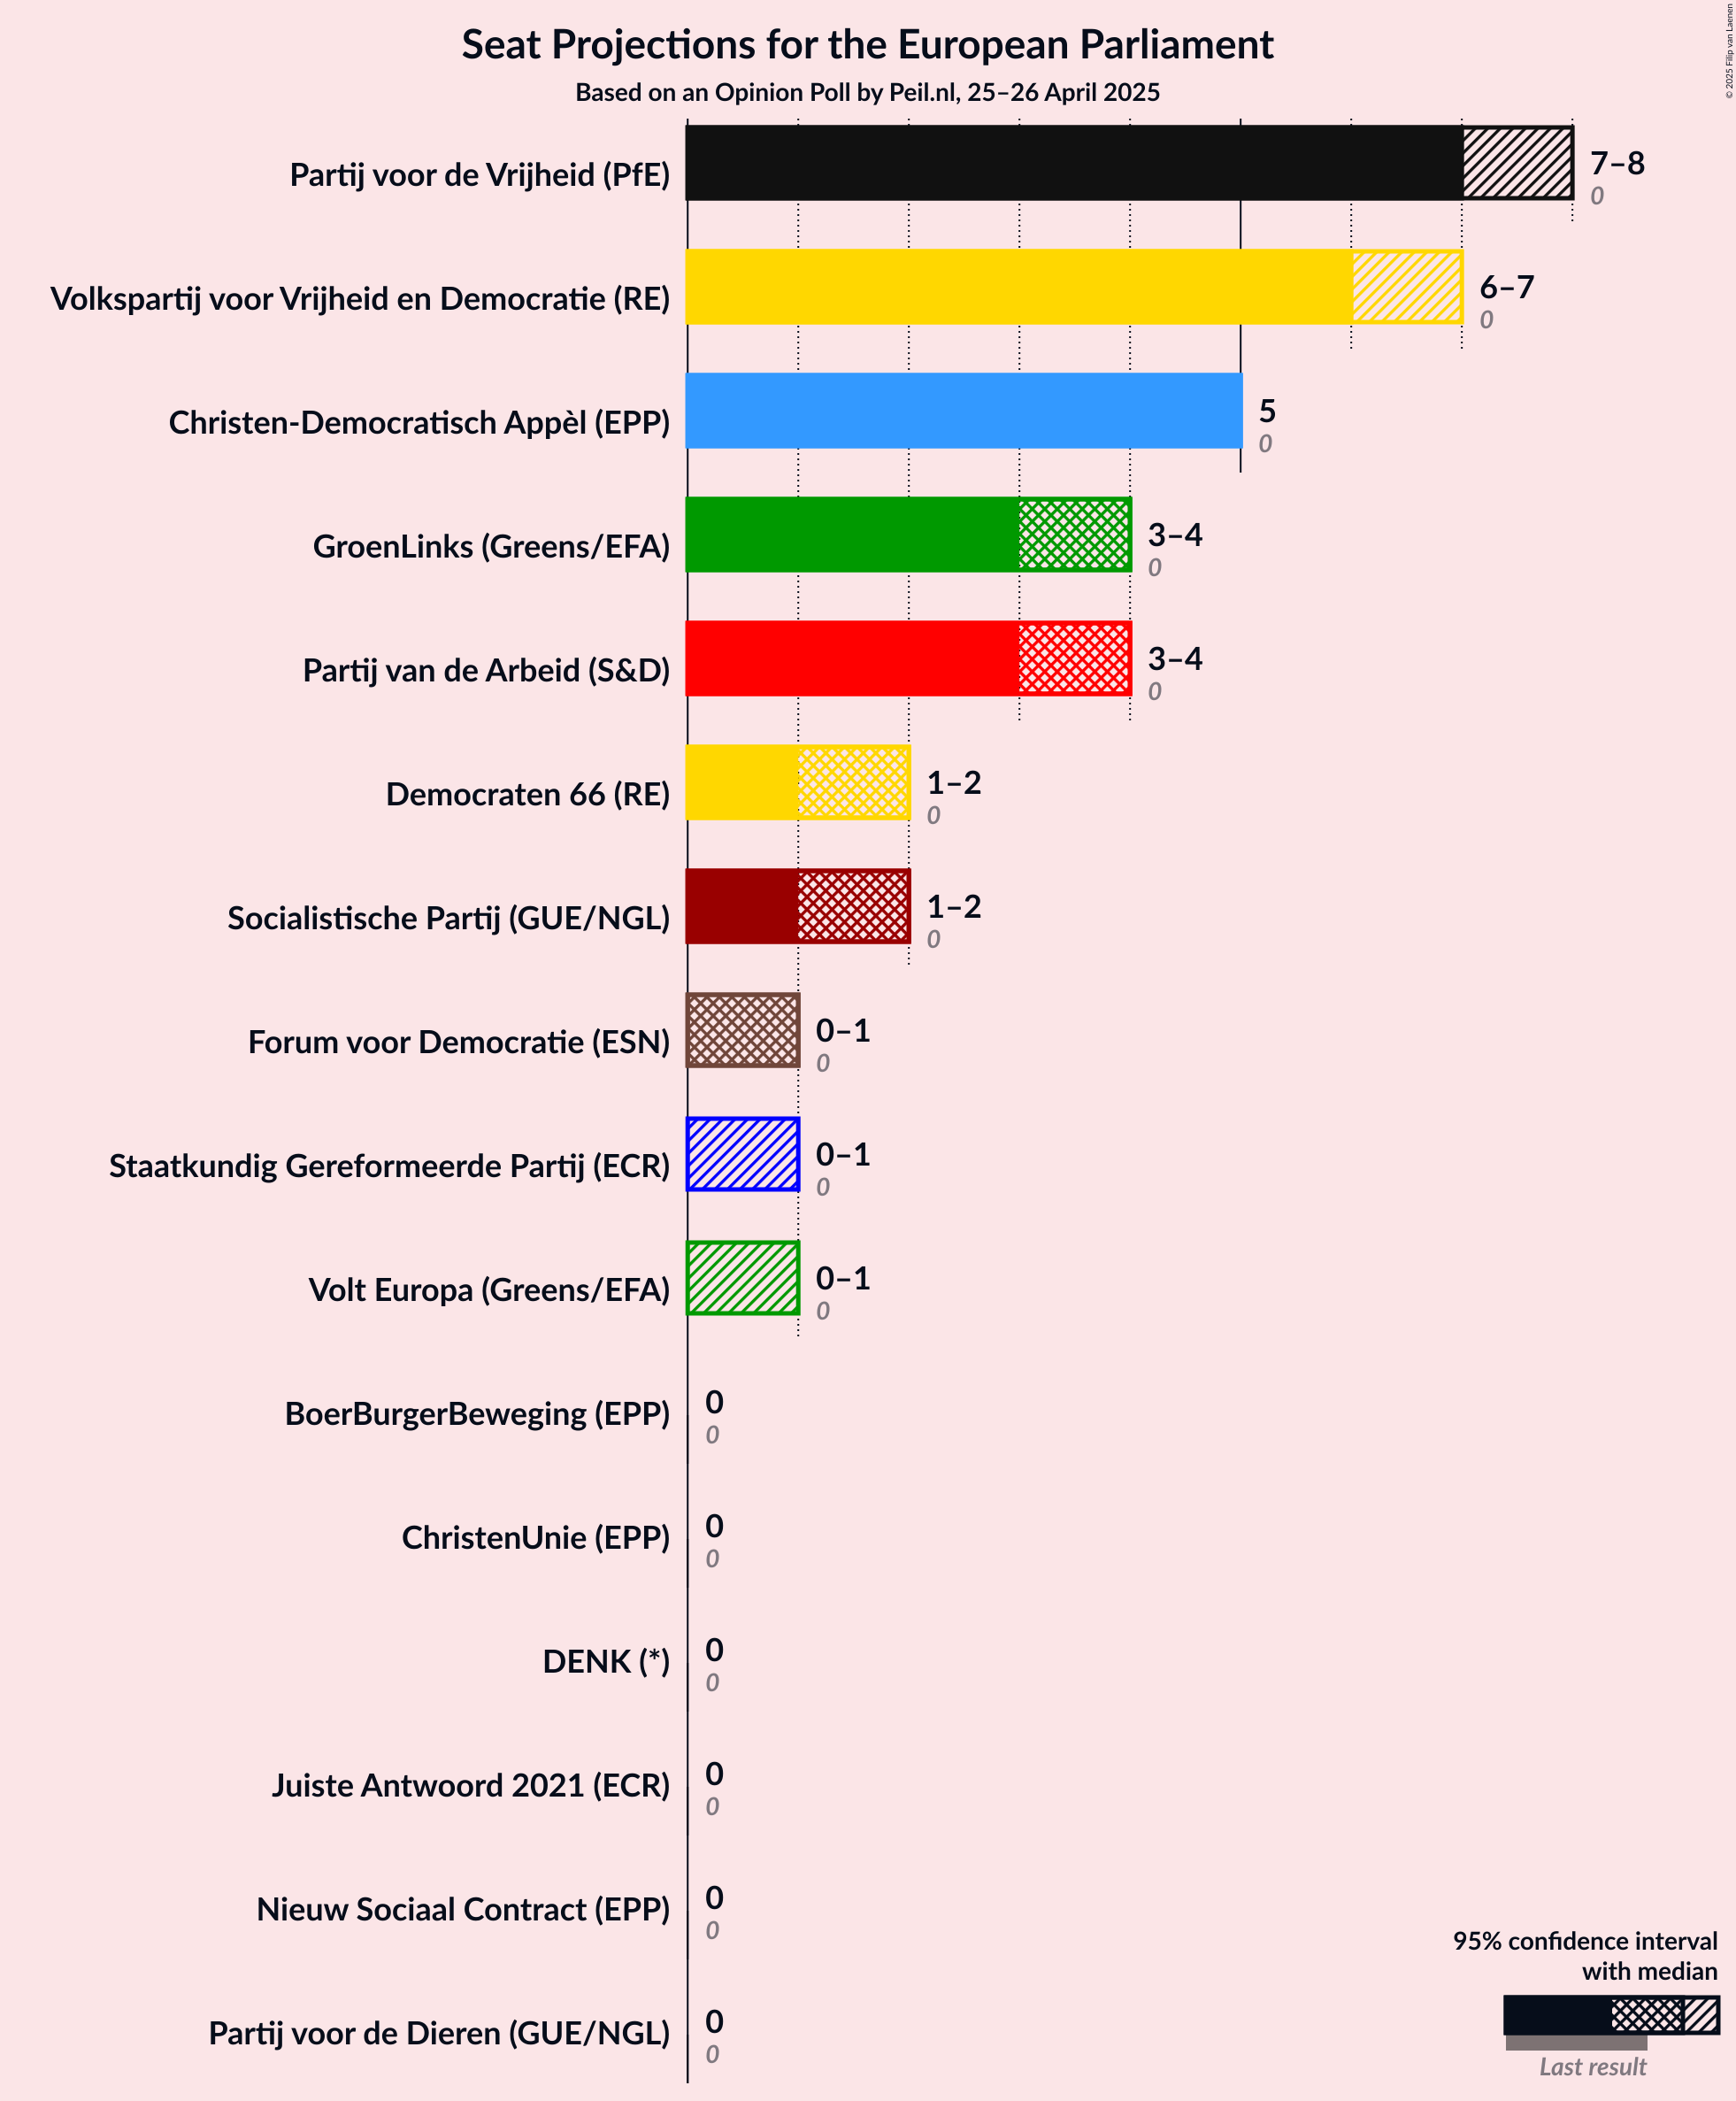 Seat Projections for the European Parliament
Based on an Opinion Poll by Peil.nl, 25–26 April 2025
© 2025 Filip van Laenen
Partij voor de Vrijheid (PfE)
7–8
0
Volkspartij voor Vrijheid en Democratie (RE)
6–7
0
Christen-Democratisch Appèl (EPP)
5
0
GroenLinks (Greens/EFA)
3–4
0
Partij van de Arbeid (S&D)
3–4
0
Democraten 66 (RE)
1–2
0
Socialistische Partij (GUE/NGL)
1–2
0
Forum voor Democratie (ESN)
0–1
0
Staatkundig Gereformeerde Partij (ECR)
0–1
0
Volt Europa (Greens/EFA)
0–1
0
BoerBurgerBeweging (EPP)
0
0
ChristenUnie (EPP)
0
0
DENK (*)
0
0
Juiste Antwoord 2021 (ECR)
0
0
Nieuw Sociaal Contract (EPP)
0
0
Partij voor de Dieren (GUE/NGL)
0
0
95% confidence interval
with median
Last result